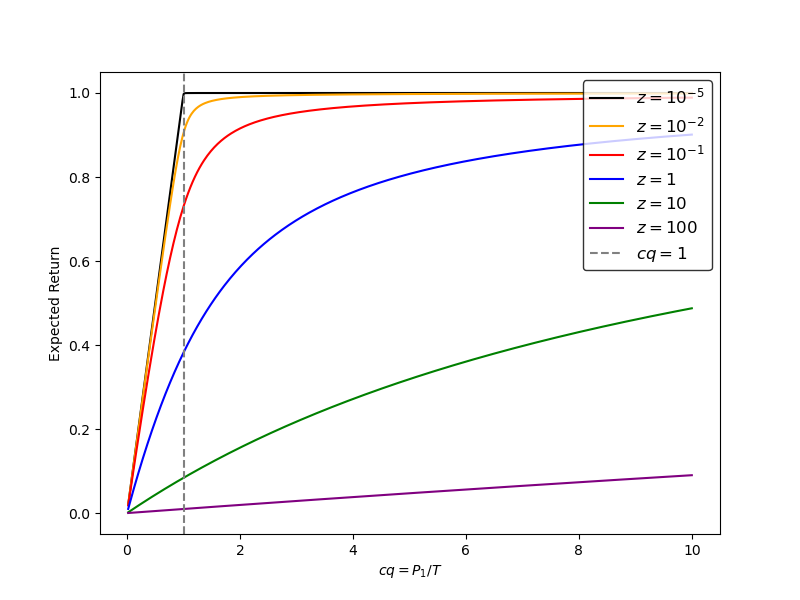 1.0
0.8
0.6
0.4
0.2
0.0
Expected Return
0 2 4 6 8 10
cq = P₁/T
z = 10⁻⁵
z = 10⁻²
z = 10⁻¹
z = 1
z = 10
z = 100
cq = 1